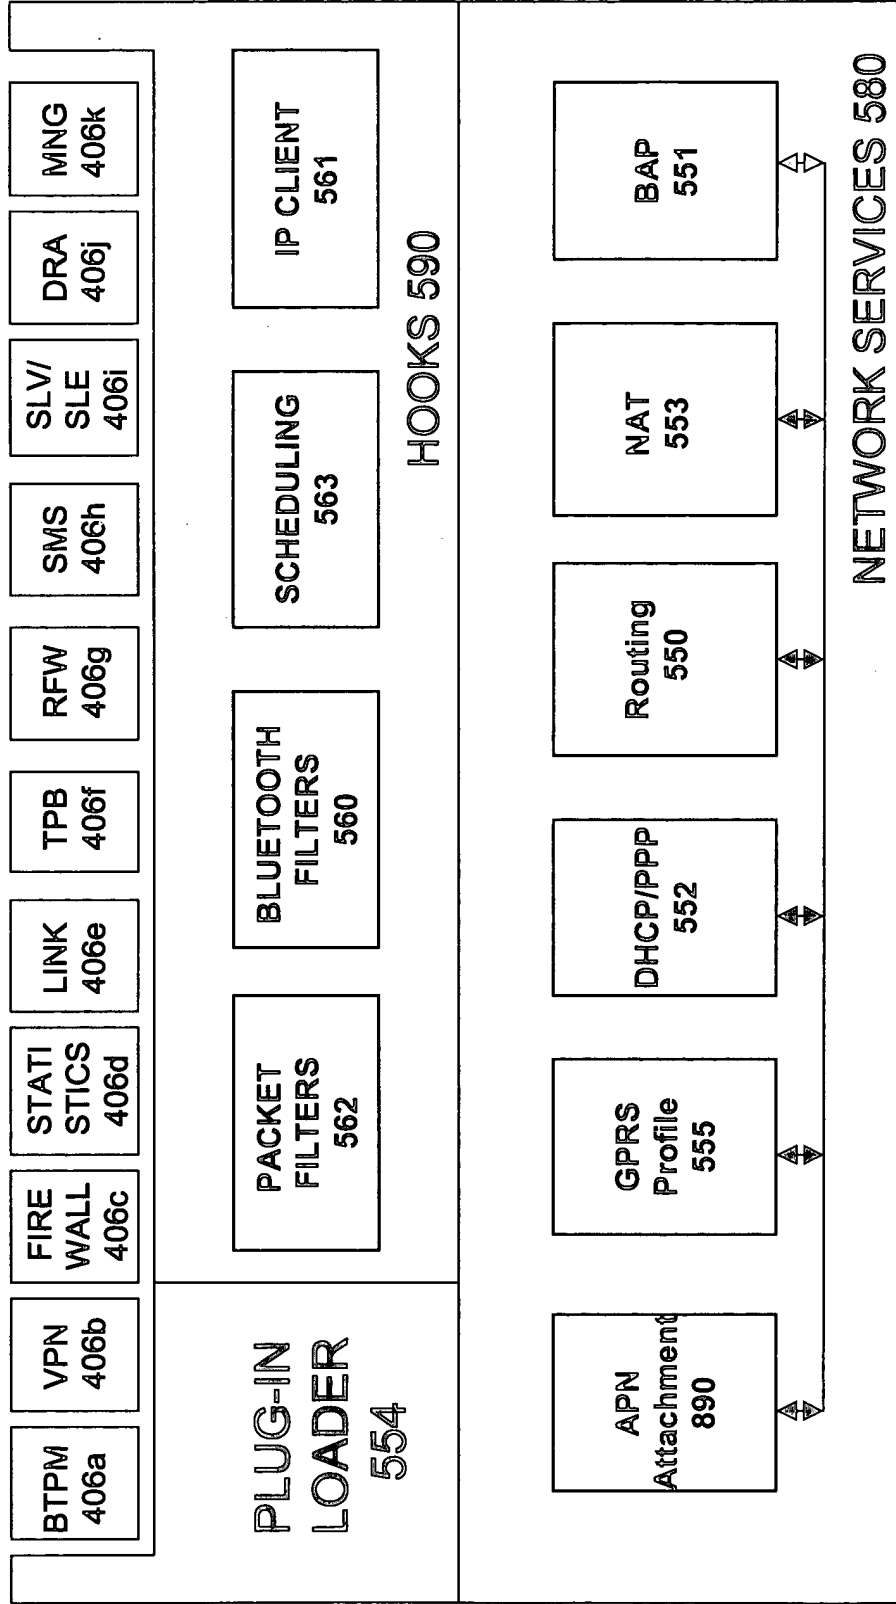 BTPM
406a
VPN
406b
FIRE
WALL
406c
STATI
STICS
406d
LINK
406e
TPB
406f
RFW
406g
SMS
406h
SLV/
SLE
406i
DRA
406j
MNG
406k
PLUG-IN
LOADER
554
PACKET
FILTERS
562
BLUETOOTH
FILTERS
560
SCHEDULING
563
IP CLIENT
561
HOOKS 590
APN
Attachment
890
GPRS
Profile
555
DHCP/PPP
552
Routing
550
NAT
553
BAP
551
NETWORK SERVICES 580